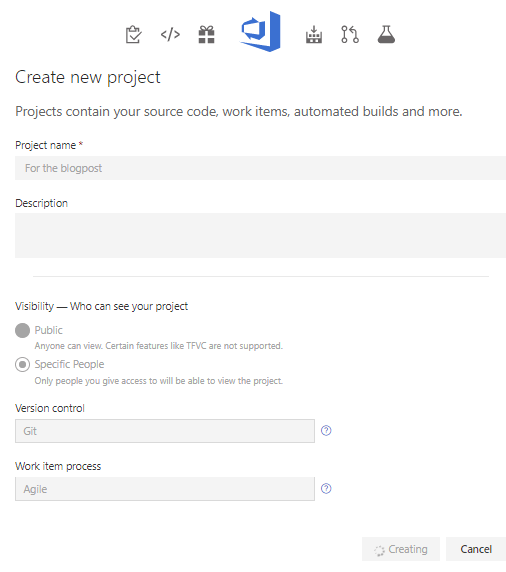 Create new project
Projects contain your source code, work items, automated builds and more.
Project name *
For the blogpost
Description
Visibility — Who can see your project
Public
Anyone can view. Certain features like TFVC are not supported.
Specific People
Only people you give access to will be able to view the project.
Version control
Git
Work item process
Agile
Creating Cancel